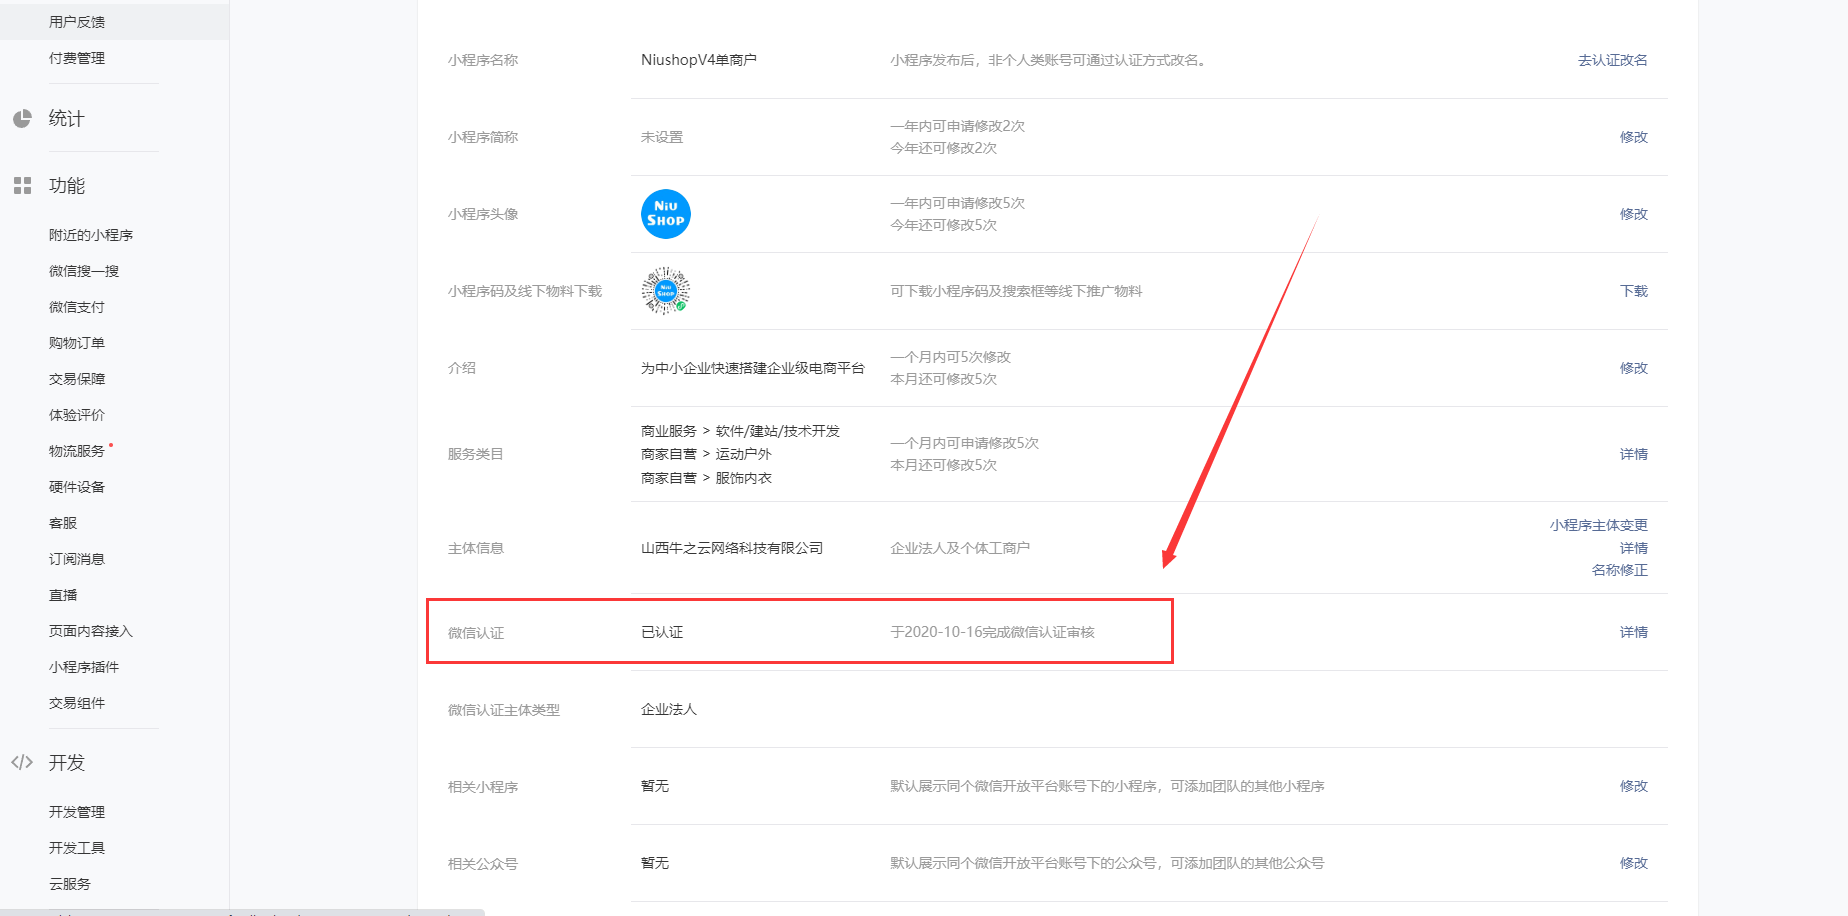 用户反馈
付费管理
统计
功能
附近的小程序
微信搜一搜
微信支付
购物订单
交易保障
体验评价
物流服务
硬件设备
客服
订阅消息
直播
页面内容接入
小程序插件
交易组件
开发
开发管理
开发工具
云服务
小程序名称 NiushopV4单商户 小程序发布后，非个人类账号可通过认证方式改名。 去认证改名
小程序简称 未设置 一年内可申请修改2次 修改
今年还可修改2次
小程序头像 NiU SHOP 一年内可申请修改5次 修改
今年还可修改5次
小程序码及线下物料下载 NiU SHOP 可下载小程序码及搜索框等线下推广物料 下载
介绍 为中小企业快速搭建企业级电商平台 一个月内可5次修改 修改
本月还可修改5次
服务类目 商业服务 > 软件/建站/技术开发 一个月内可申请修改5次 详情
商家自营 > 运动户外 本月还可修改5次
商家自营 > 服饰内衣
主体信息 山西牛之云网络科技有限公司 企业法人及个体工商户 小程序主体变更
详情
名称修正
微信认证 已认证 于2020-10-16完成微信认证审核 详情
微信认证主体类型 企业法人
相关小程序 暂无 默认展示同个微信开放平台账号下的小程序，可添加团队的其他小程序 修改
相关公众号 暂无 默认展示同个微信开放平台账号下的公众号，可添加团队的其他公众号 修改